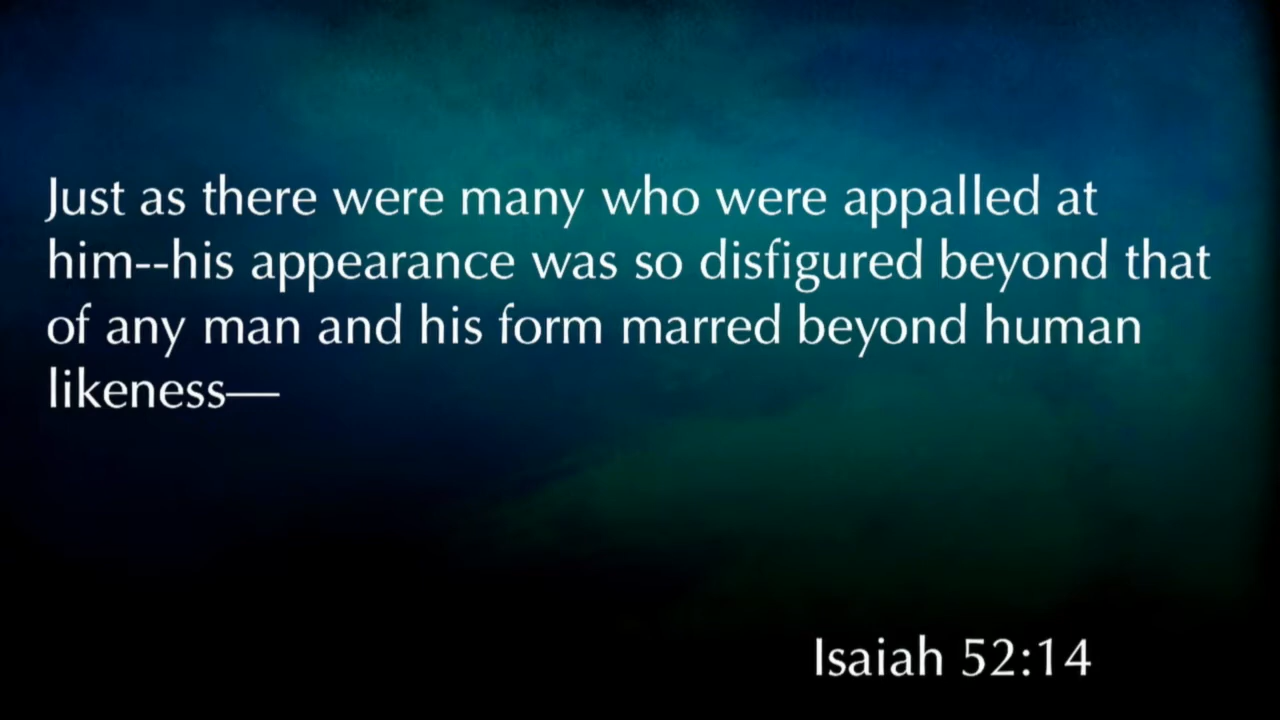 Just as there were many who were appalled at
him--his appearance was so disfigured beyond that
of any man and his form marred beyond human
likeness—
Isaiah 52:14